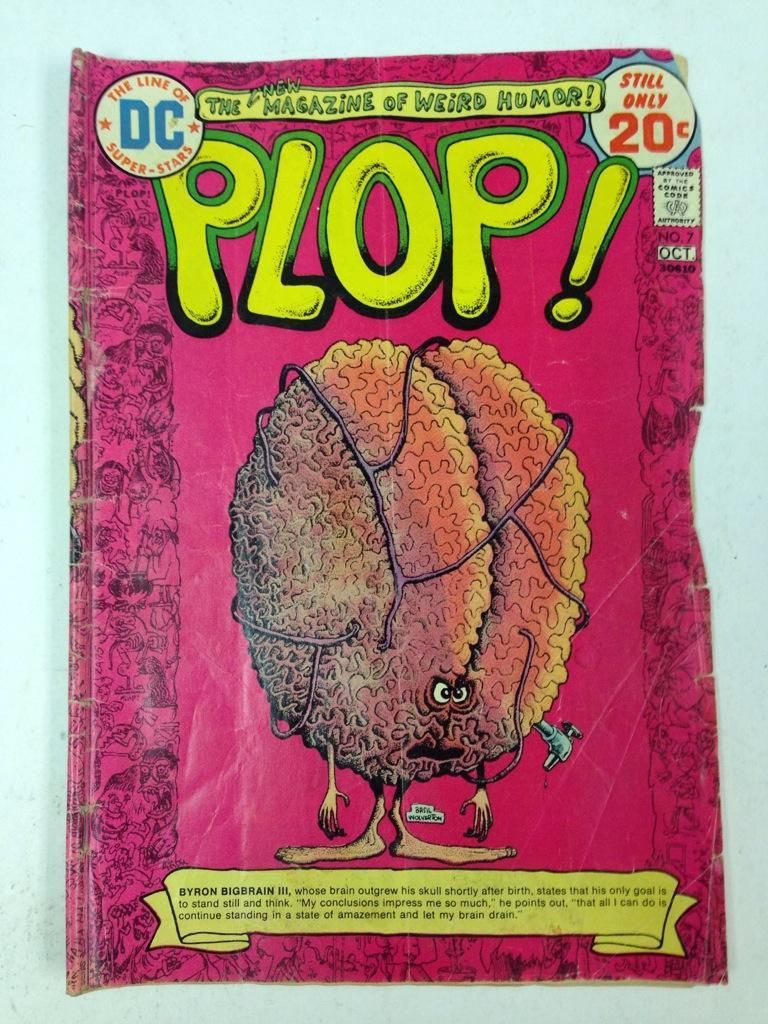 THE LINE OF
DC
SUPER-STARS
THE NEW MAGAZINE OF WEIRD HUMOR!
STILL
ONLY
20¢
PLOP!
APPROVED
BY THE
COMICS
CODE
AUTHORITY
NO. 7
OCT.
30610
PLOP!
BASIL
WOLVERTON
BYRON BIGBRAIN III, whose brain outgrew his skull shortly after birth, states that his only goal is
to stand still and think. "My conclusions impress me so much," he points out, "that all I can do is
continue standing in a state of amazement and let my brain drain."